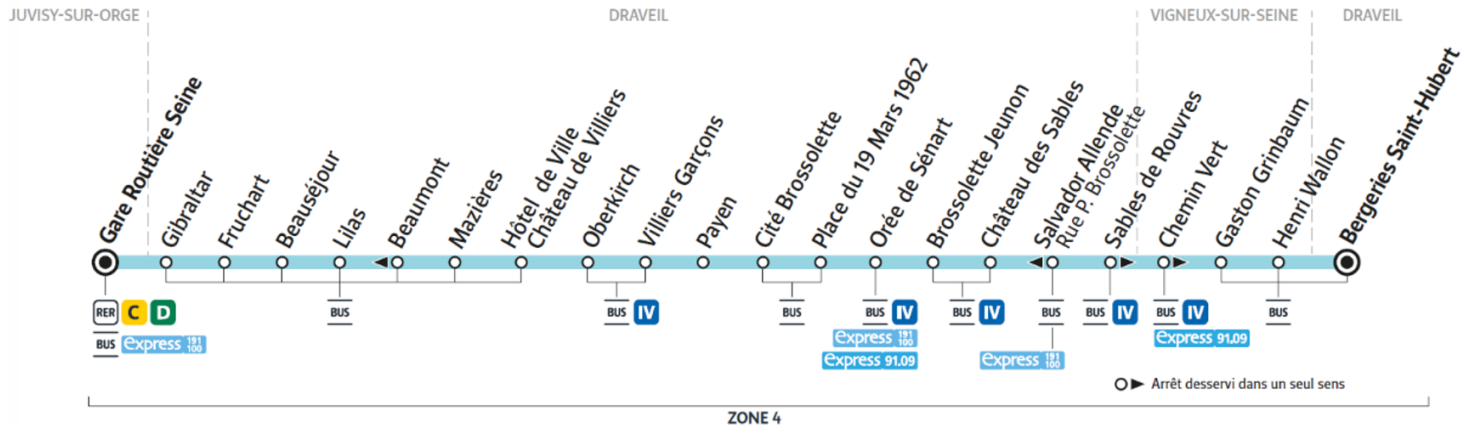 JUVISY-SUR-ORGE
DRAVEIL
VIGNEUX-SUR-SEINE
DRAVEIL
Gare Routière Seine
Gibraltar
Fruchart
Beauséjour
Lilas
Beaumont
Mazières
Hôtel de Ville
Château de Villiers
Oberkirch
Villiers Garçons
Payen
Cité Brossolette
Place du 19 Mars 1962
Orée de Sénart
Brossolette Jeunon
Château des Sables
Salvador Allende
Rue P. Brossolette
Sables de Rouvres
Chemin Vert
Gaston Grinbaum
Henri Wallon
Bergeries Saint-Hubert
RER C D
BUS express 191 100
BUS
BUS IV
BUS
BUS IV
express 191 100
express 91.09
BUS IV
BUS
express 191 100
BUS IV
BUS IV
express 91.09
BUS
Arrêt desservi dans un seul sens
ZONE 4